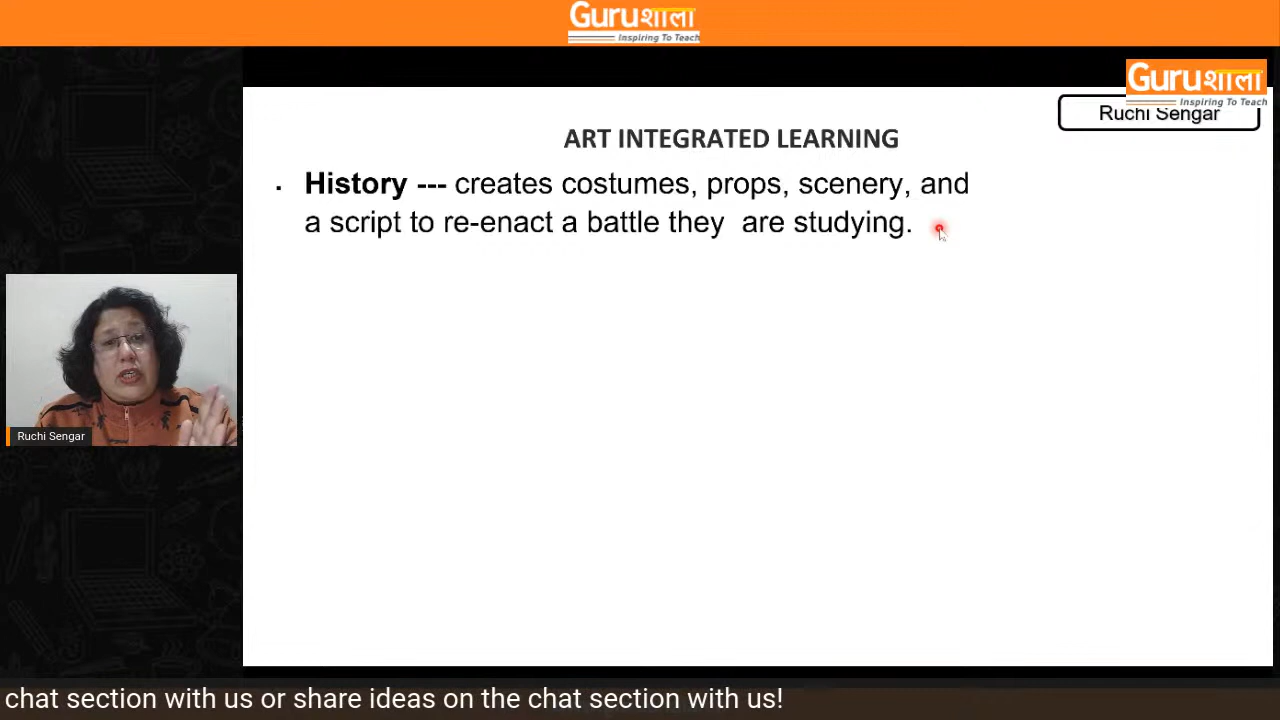 Guruशाला
Inspiring To Teach
Guruशाला
Inspiring To Teach
Ruchi Sengar
ART INTEGRATED LEARNING
▪ History --- creates costumes, props, scenery, and
a script to re-enact a battle they are studying.
Ruchi Sengar
chat section with us or share ideas on the chat section with us!